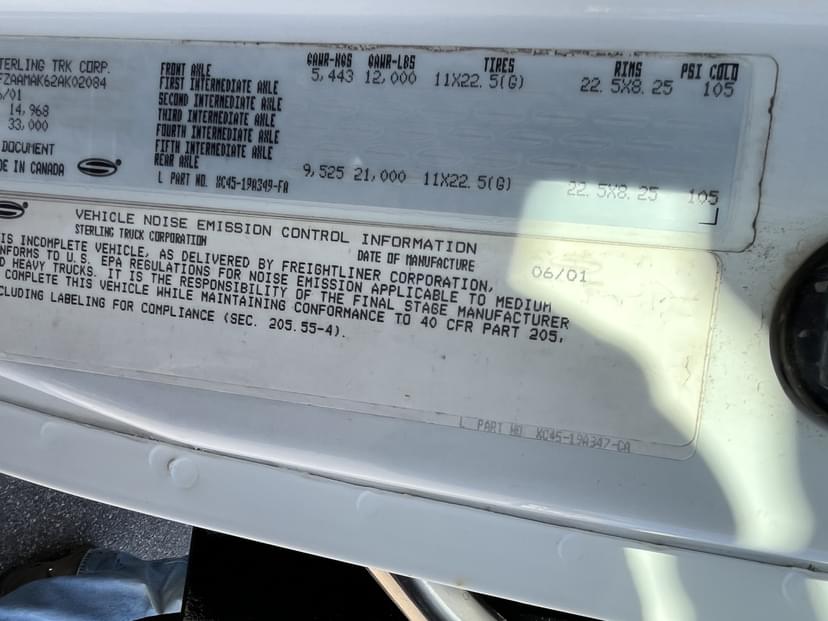 STERLING TRK CORP.
FZAAMAK62AK02084
6/01
14,968
33,000
DOCUMENT
DE IN CANADA
GAWR-KGS GAWR-LBS TIRES RIMS PSI COLD
FRONT AXLE 5,443 12,000 11X22.5(G) 22.5X8.25 105
FIRST INTERMEDIATE AXLE
SECOND INTERMEDIATE AXLE
THIRD INTERMEDIATE AXLE
FOURTH INTERMEDIATE AXLE
FIFTH INTERMEDIATE AXLE
REAR AXLE 9,525 21,000 11X22.5(G) 22.5X8.25 105
L PART NO. XC45-19A349-FA
VEHICLE NOISE EMISSION CONTROL INFORMATION
STERLING TRUCK CORPORATION DATE OF MANUFACTURE 06/01
IS INCOMPLETE VEHICLE, AS DELIVERED BY FREIGHTLINER CORPORATION,
NFORMS TO U.S. EPA REGULATIONS FOR NOISE EMISSION APPLICABLE TO MEDIUM
D HEAVY TRUCKS. IT IS THE RESPONSIBILITY OF THE FINAL STAGE MANUFACTURER
COMPLETE THIS VEHICLE WHILE MAINTAINING CONFORMANCE TO 40 CFR PART 205,
CLUDING LABELING FOR COMPLIANCE (SEC. 205.55-4).
L PART NO. XC45-19A347-CA